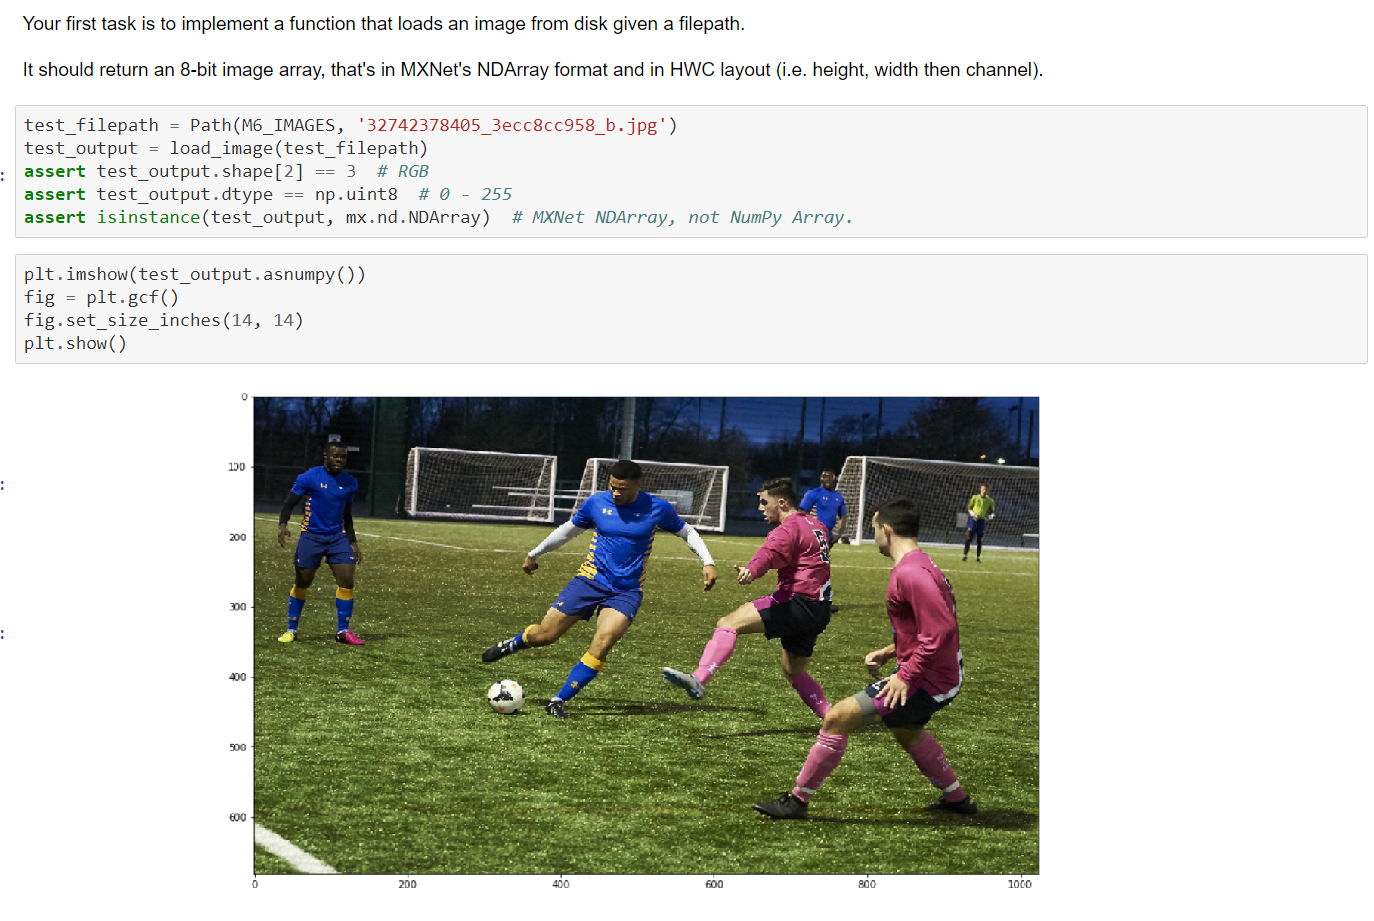 Your first task is to implement a function that loads an image from disk given a filepath.
It should return an 8-bit image array, that's in MXNet's NDArray format and in HWC layout (i.e. height, width then channel).
test_filepath = Path(M6_IMAGES, '32742378405_3ecc8cc958_b.jpg')
test_output = load_image(test_filepath)
:
assert test_output.shape[2] == 3  # RGB
assert test_output.dtype == np.uint8  # 0 - 255
assert isinstance(test_output, mx.nd.NDArray)  # MXNet NDArray, not NumPy Array.
plt.imshow(test_output.asnumpy())
fig = plt.gcf()
fig.set_size_inches(14, 14)
plt.show()
0
100
:
200
300
:
400
500
600
0 200 400 600 800 1000